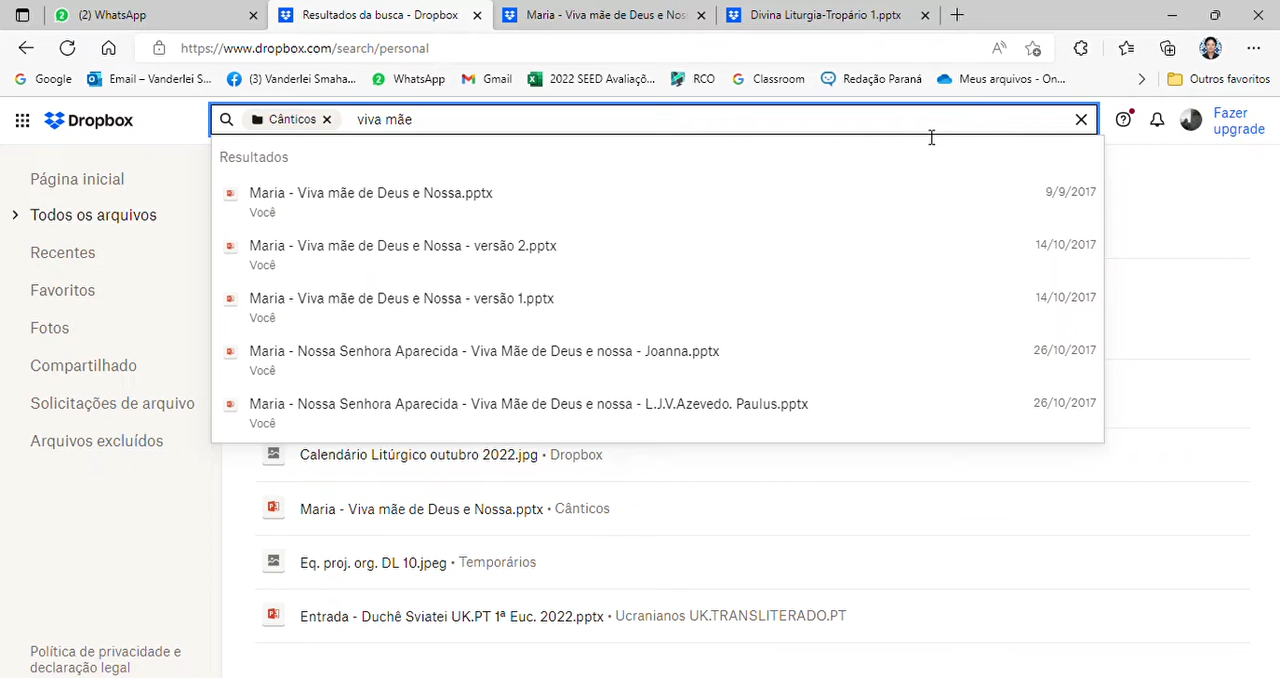 (2) WhatsApp
Resultados da busca - Dropbox
Maria - Viva mãe de Deus e Nos
Divina Liturgia-Tropário 1.pptx
https://www.dropbox.com/search/personal
Google
Email – Vanderlei S...
(3) Vanderlei Smaha...
WhatsApp
Gmail
2022 SEED Avaliaçõ...
RCO
Classroom
Redação Paraná
Meus arquivos - On...
Outros favoritos
Dropbox
Cânticos
viva mãe
Fazer
upgrade
Página inicial
Todos os arquivos
Recentes
Favoritos
Fotos
Compartilhado
Solicitações de arquivo
Arquivos excluídos
Política de privacidade e
declaração legal
Resultados
Maria - Viva mãe de Deus e Nossa.pptx 9/9/2017
Você
Maria - Viva mãe de Deus e Nossa - versão 2.pptx 14/10/2017
Você
Maria - Viva mãe de Deus e Nossa - versão 1.pptx 14/10/2017
Você
Maria - Nossa Senhora Aparecida - Viva Mãe de Deus e nossa - Joanna.pptx 26/10/2017
Você
Maria - Nossa Senhora Aparecida - Viva Mãe de Deus e nossa - L.J.V.Azevedo. Paulus.pptx 26/10/2017
Você
Calendário Litúrgico outubro 2022.jpg • Dropbox
Maria - Viva mãe de Deus e Nossa.pptx • Cânticos
Eq. proj. org. DL 10.jpeg • Temporários
Entrada - Duchê Sviatei UK.PT 1ª Euc. 2022.pptx • Ucranianos UK.TRANSLITERADO.PT